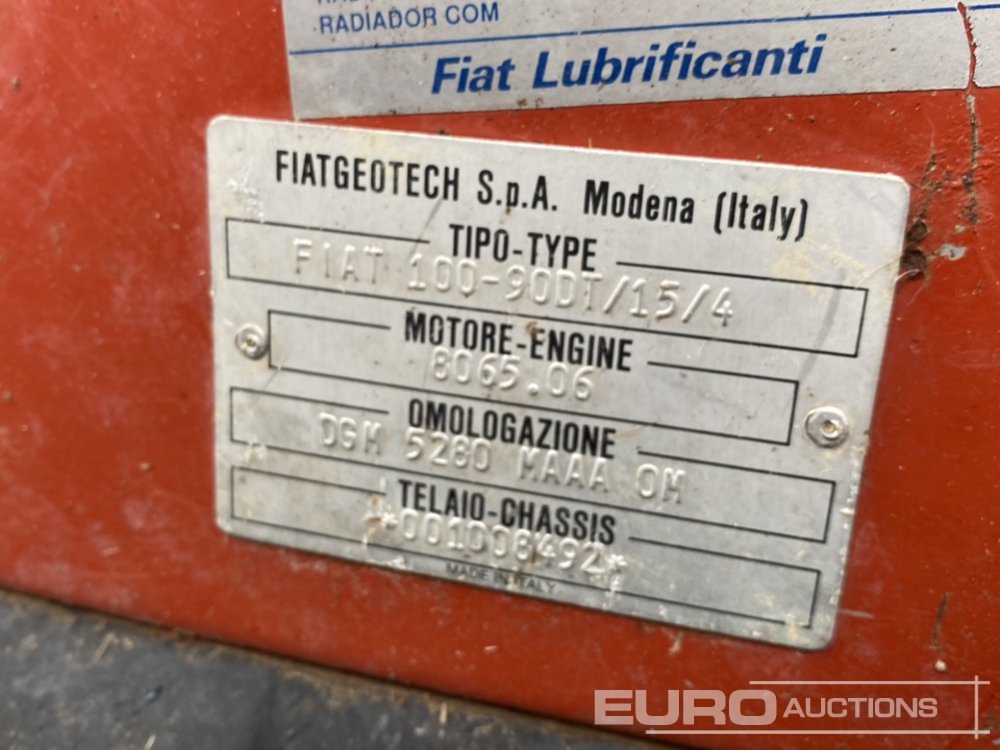 RADIADOR COM
Fiat Lubrificanti
FIATGEOTECH S.p.A. Modena (Italy)
TIPO-TYPE
FIAT 100-90DT/15/4
MOTORE-ENGINE
8065.06
OMOLOGAZIONE
DGM 5280 MAAA OM
TELAIO-CHASSIS
*001008492*
MADE IN ITALY
EURO AUCTIONS